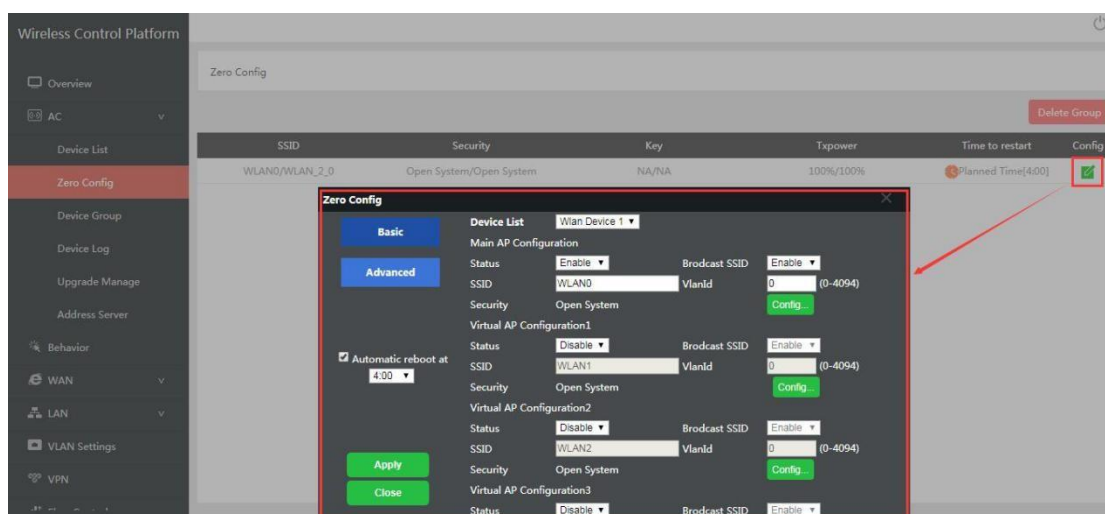 Wireless Control Platform
Overview
AC
Device List
Zero Config
Device Group
Device Log
Upgrade Manage
Address Server
Behavior
WAN
LAN
VLAN Settings
VPN
Zero Config
Delete Group
SSID Security Key Txpower Time to restart Config
WLAN0/WLAN_2_0 Open System/Open System NA/NA 100%/100% Planned Time[4:00]
Zero Config
Basic
Advanced
Automatic reboot at
4:00
Apply
Close
Device List Wlan Device 1
Main AP Configuration
Status Enable Brodcast SSID Enable
SSID WLAN0 VlanId 0 (0-4094)
Security Open System Config...
Virtual AP Configuration1
Status Disable Brodcast SSID Enable
SSID WLAN1 VlanId 0 (0-4094)
Security Open System Config...
Virtual AP Configuration2
Status Disable Brodcast SSID Enable
SSID WLAN2 VlanId 0 (0-4094)
Security Open System Config...
Virtual AP Configuration3
Status Disable Brodcast SSID Enable